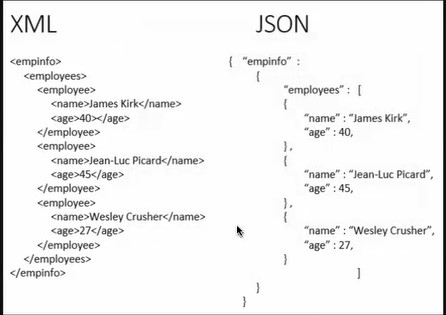 XML
<empinfo>
<employees>
<employee>
<name>James Kirk</name>
<age>40></age>
</employee>
<employee>
<name>Jean-Luc Picard</name>
<age>45</age>
</employee>
<employee>
<name>Wesley Crusher</name>
<age>27</age>
</employee>
</employees>
</empinfo>
JSON
{ “empinfo” :
{
“employees” : [
{
“name” : “James Kirk”,
“age” : 40,
},
{
“name” : “Jean-Luc Picard”,
“age” : 45,
},
{
“name” : “Wesley Crusher”,
“age” : 27,
}
]
}
}